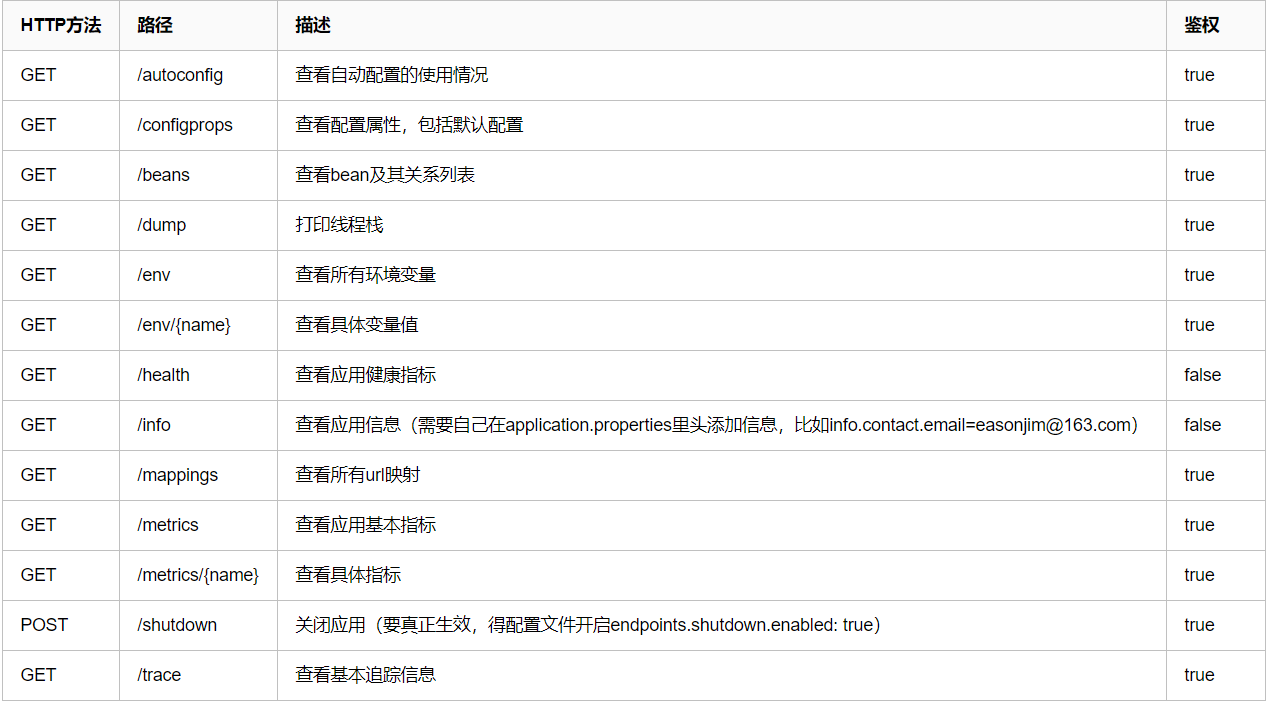 HTTP方法 路径 描述 鉴权
GET /autoconfig 查看自动配置的使用情况 true
GET /configprops 查看配置属性，包括默认配置 true
GET /beans 查看bean及其关系列表 true
GET /dump 打印线程栈 true
GET /env 查看所有环境变量 true
GET /env/{name} 查看具体变量值 true
GET /health 查看应用健康指标 false
GET /info 查看应用信息（需要自己在application.properties里头添加信息，比如info.contact.email=easonjim@163.com） false
GET /mappings 查看所有url映射 true
GET /metrics 查看应用基本指标 true
GET /metrics/{name} 查看具体指标 true
POST /shutdown 关闭应用（要真正生效，得配置文件开启endpoints.shutdown.enabled: true） true
GET /trace 查看基本追踪信息 true